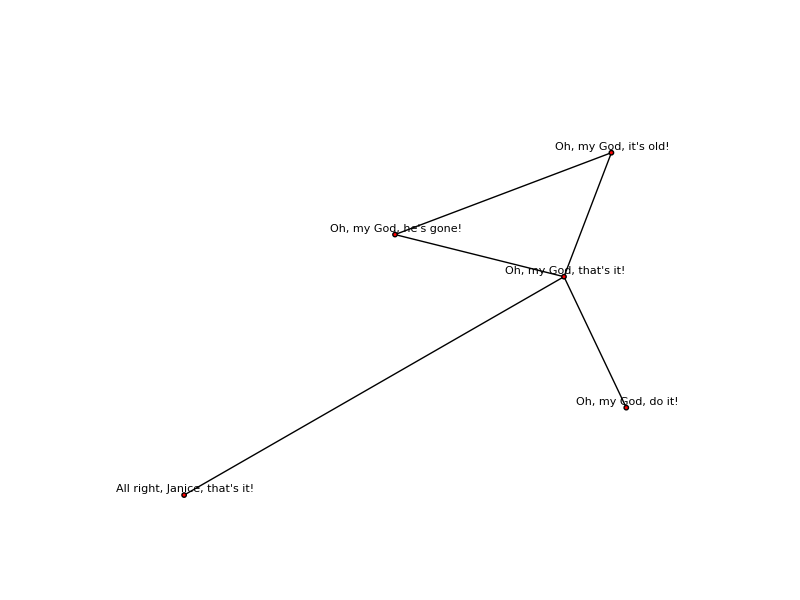 Oh, my God, it's old!
Oh, my God, he's gone!
Oh, my God, that's it!
Oh, my God, do it!
All right, Janice, that's it!